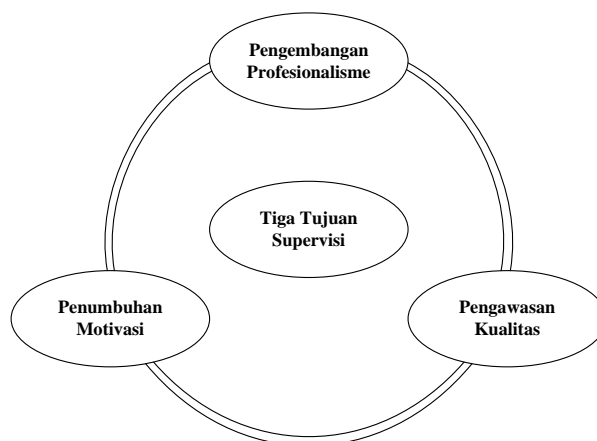 Pengembangan
Profesionalisme
Tiga Tujuan
Supervisi
Penumbuhan
Motivasi
Pengawasan
Kualitas